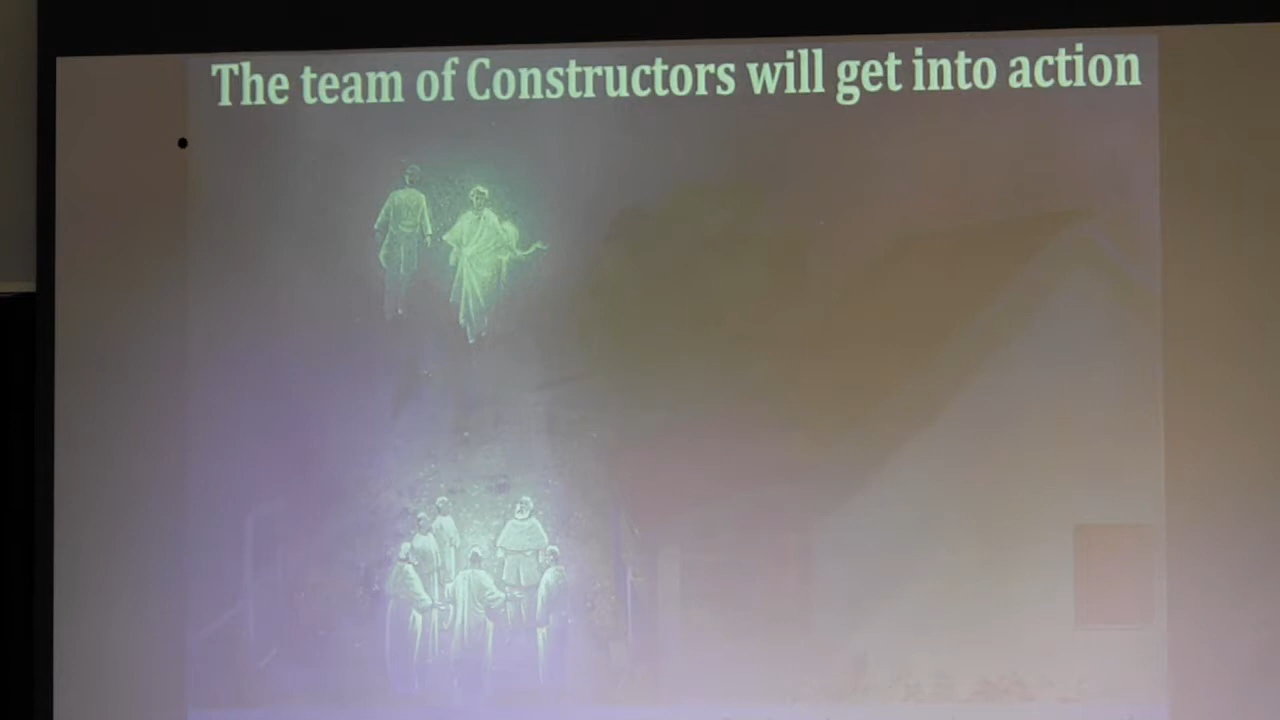 The team of Constructors will get into action